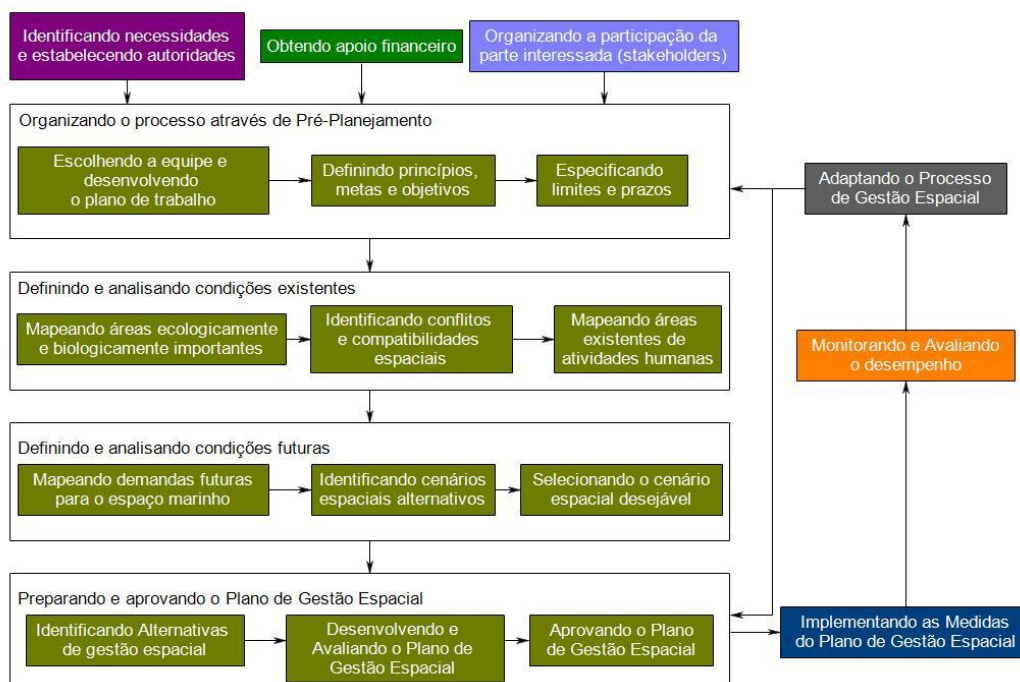 Identificando necessidades
e estabelecendo autoridades
Obtendo apoio financeiro
Organizando a participação da
parte interessada (stakeholders)
Organizando o processo através de Pré-Planejamento
Escolhendo a equipe e
desenvolvendo
o plano de trabalho
Definindo princípios,
metas e objetivos
Especificando
limites e prazos
Adaptando o Processo
de Gestão Espacial
Definindo e analisando condições existentes
Mapeando áreas ecologicamente
e biologicamente importantes
Identificando conflitos
e compatibilidades
espaciais
Mapeando áreas
existentes de
atividades humanas
Monitorando e Avaliando
o desempenho
Definindo e analisando condições futuras
Mapeando demandas futuras
para o espaço marinho
Identificando cenários
espaciais alternativos
Selecionando o cenário
espacial desejável
Preparando e aprovando o Plano de Gestão Espacial
Identificando Alternativas
de gestão espacial
Desenvolvendo e
Avaliando o Plano de
Gestão Espacial
Aprovando o Plano
de Gestão Espacial
Implementando as Medidas
do Plano de Gestão Espacial